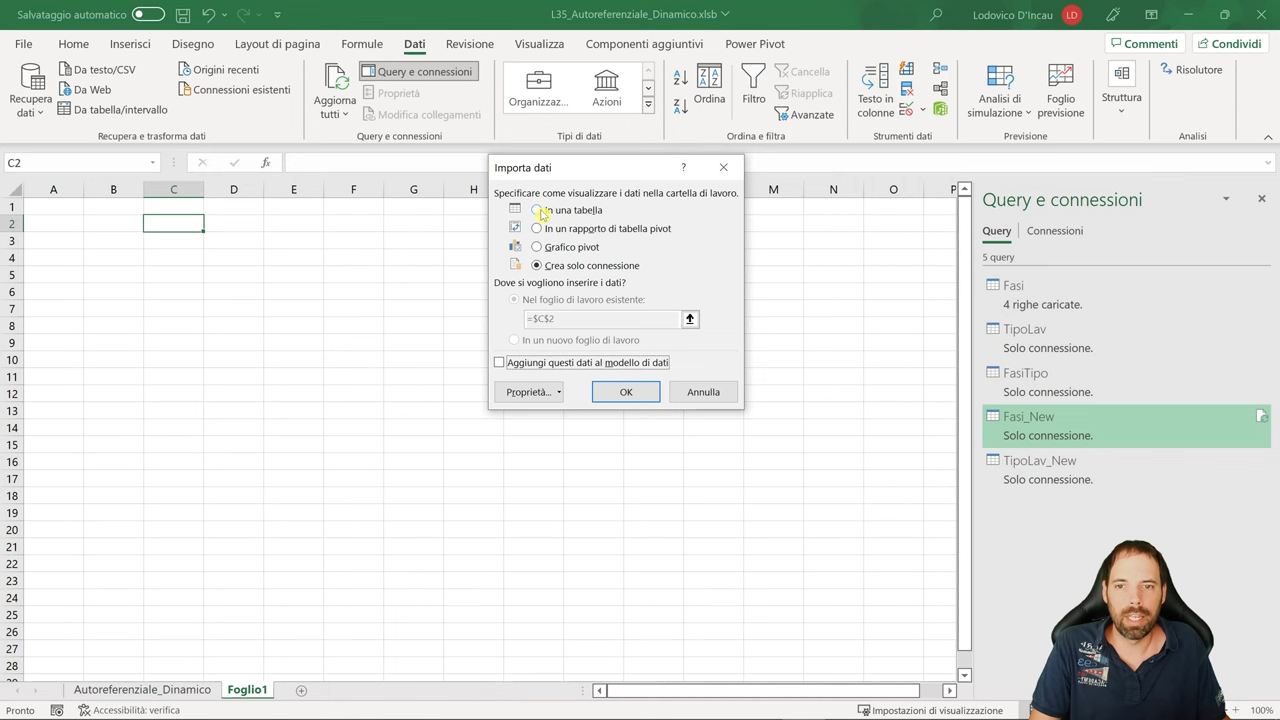 Salvataggio automatico
L35_Autoreferenziale_Dinamico.xlsb
Lodovico D'Incau
LD
File
Home
Inserisci
Disegno
Layout di pagina
Formule
Dati
Revisione
Visualizza
Componenti aggiuntivi
Power Pivot
Commenti
Condividi
Recupera dati
Da testo/CSV
Da Web
Da tabella/intervallo
Origini recenti
Connessioni esistenti
Recupera e trasforma dati
Aggiorna tutti
Query e connessioni
Proprietà
Modifica collegamenti
Query e connessioni
Organizzaz...
Azioni
Tipi di dati
Ordina
Filtro
Cancella
Riapplica
Avanzate
Ordina e filtra
Testo in colonne
Strumenti dati
Analisi di simulazione
Foglio previsione
Previsione
Struttura
Risolutore
Analisi
C2
fx
A B C D E F G H M N O P
1
2
3
4
5
6
7
8
9
10
11
12
13
14
15
16
17
18
19
20
21
22
23
24
25
26
27
28
Importa dati
?
Specificare come visualizzare i dati nella cartella di lavoro.
In una tabella
In un rapporto di tabella pivot
Grafico pivot
Crea solo connessione
Dove si vogliono inserire i dati?
Nel foglio di lavoro esistente:
=$C$2
In un nuovo foglio di lavoro
Aggiungi questi dati al modello di dati
Proprietà...
OK
Annulla
Query e connessioni
Query
Connessioni
5 query
Fasi
4 righe caricate.
TipoLav
Solo connessione.
FasiTipo
Solo connessione.
Fasi_New
Solo connessione.
TipoLav_New
Solo connessione.
Autoreferenziale_Dinamico
Foglio1
Pronto
Accessibilità: verifica
Impostazioni di visualizzazione
100%